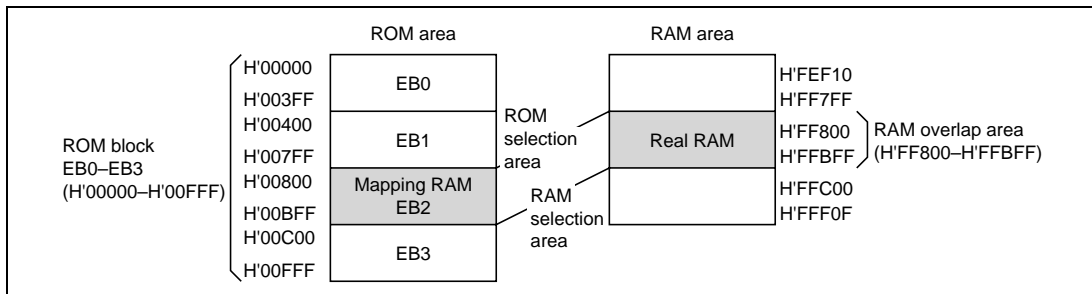 ROM area
RAM area
ROM block
EB0–EB3
(H'00000–H'00FFF)
H'00000
H'003FF
H'00400
H'007FF
H'00800
H'00BFF
H'00C00
H'00FFF
EB0
EB1
Mapping RAM
EB2
EB3
ROM
selection
area
RAM
selection
area
Real RAM
H'FEF10
H'FF7FF
H'FF800
H'FFBFF
H'FFC00
H'FFF0F
RAM overlap area
(H'FF800–H'FFBFF)